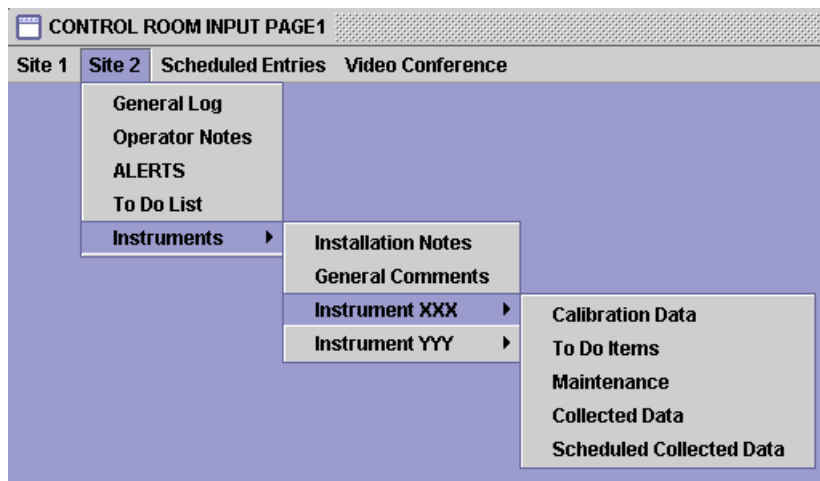 CONTROL ROOM INPUT PAGE1
Site 1 Site 2 Scheduled Entries Video Conference
General Log
Operator Notes
ALERTS
To Do List
Instruments
Installation Notes
General Comments
Instrument XXX
Instrument YYY
Calibration Data
To Do Items
Maintenance
Collected Data
Scheduled Collected Data